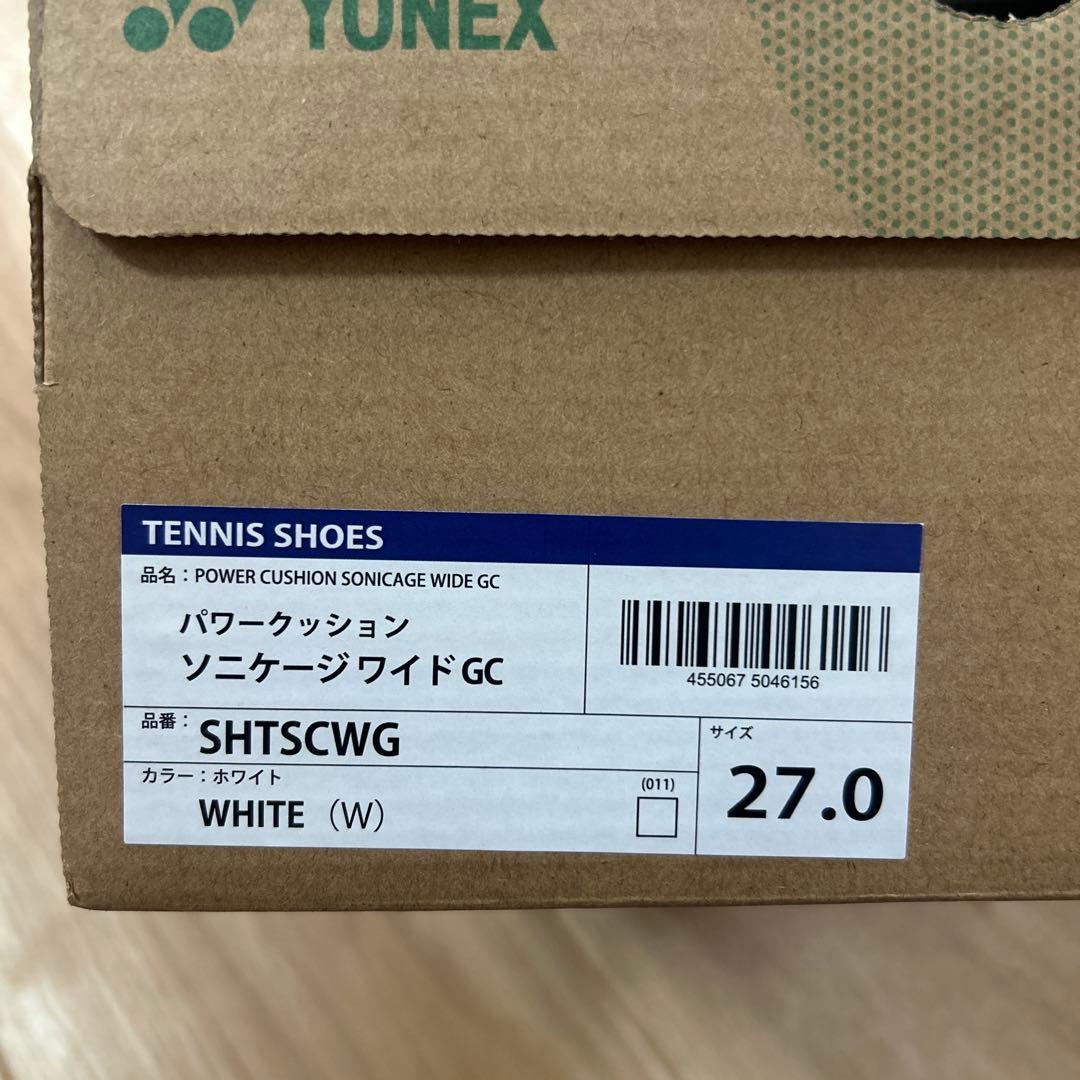 YONEX
TENNIS SHOES
品名：POWER CUSHION SONICAGE WIDE GC
パワークッション
ソニケージ ワイド GC
455067 5046156
品番：
SHTSCWG
カラー：ホワイト
WHITE（W）
(011)
サイズ
27.0